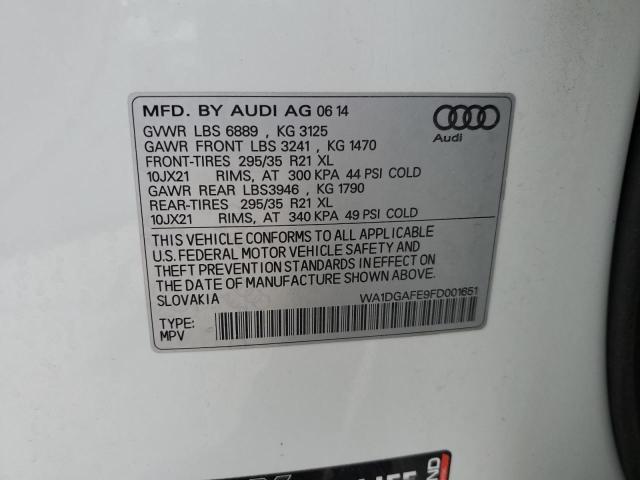 MFD. BY AUDI AG 06 14
GVWR LBS 6889 , KG 3125
GAWR FRONT LBS 3241 , KG 1470
FRONT-TIRES 295/35 R21 XL
10JX21 RIMS, AT 300 KPA 44 PSI COLD
GAWR REAR LBS3946 , KG 1790
REAR-TIRES 295/35 R21 XL
10JX21 RIMS, AT 340 KPA 49 PSI COLD
Audi
THIS VEHICLE CONFORMS TO ALL APPLICABLE
U.S. FEDERAL MOTOR VEHICLE SAFETY AND
THEFT PREVENTION STANDARDS IN EFFECT ON
THE DATE OF MANUFACTURE SHOWN ABOVE.
SLOVAKIA
WA1DGAFE9FD001651
TYPE:
MPV